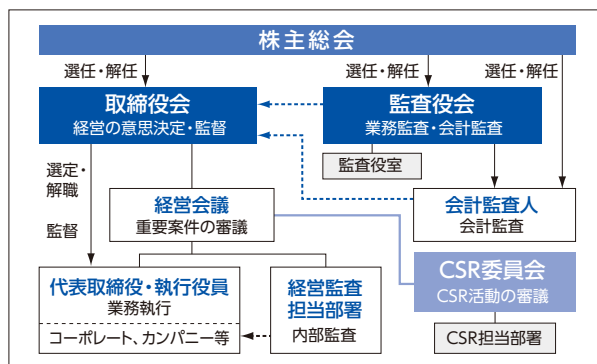 株主総会
選任・解任
選任・解任
選任・解任
取締役会
経営の意思決定・監督
監査役会
業務監査・会計監査
監査役室
選定・
解職
監督
経営会議
重要案件の審議
会計監査人
会計監査
代表取締役・執行役員
業務執行
コーポレート、カンパニー等
経営監査
担当部署
内部監査
CSR委員会
CSR活動の審議
CSR担当部署